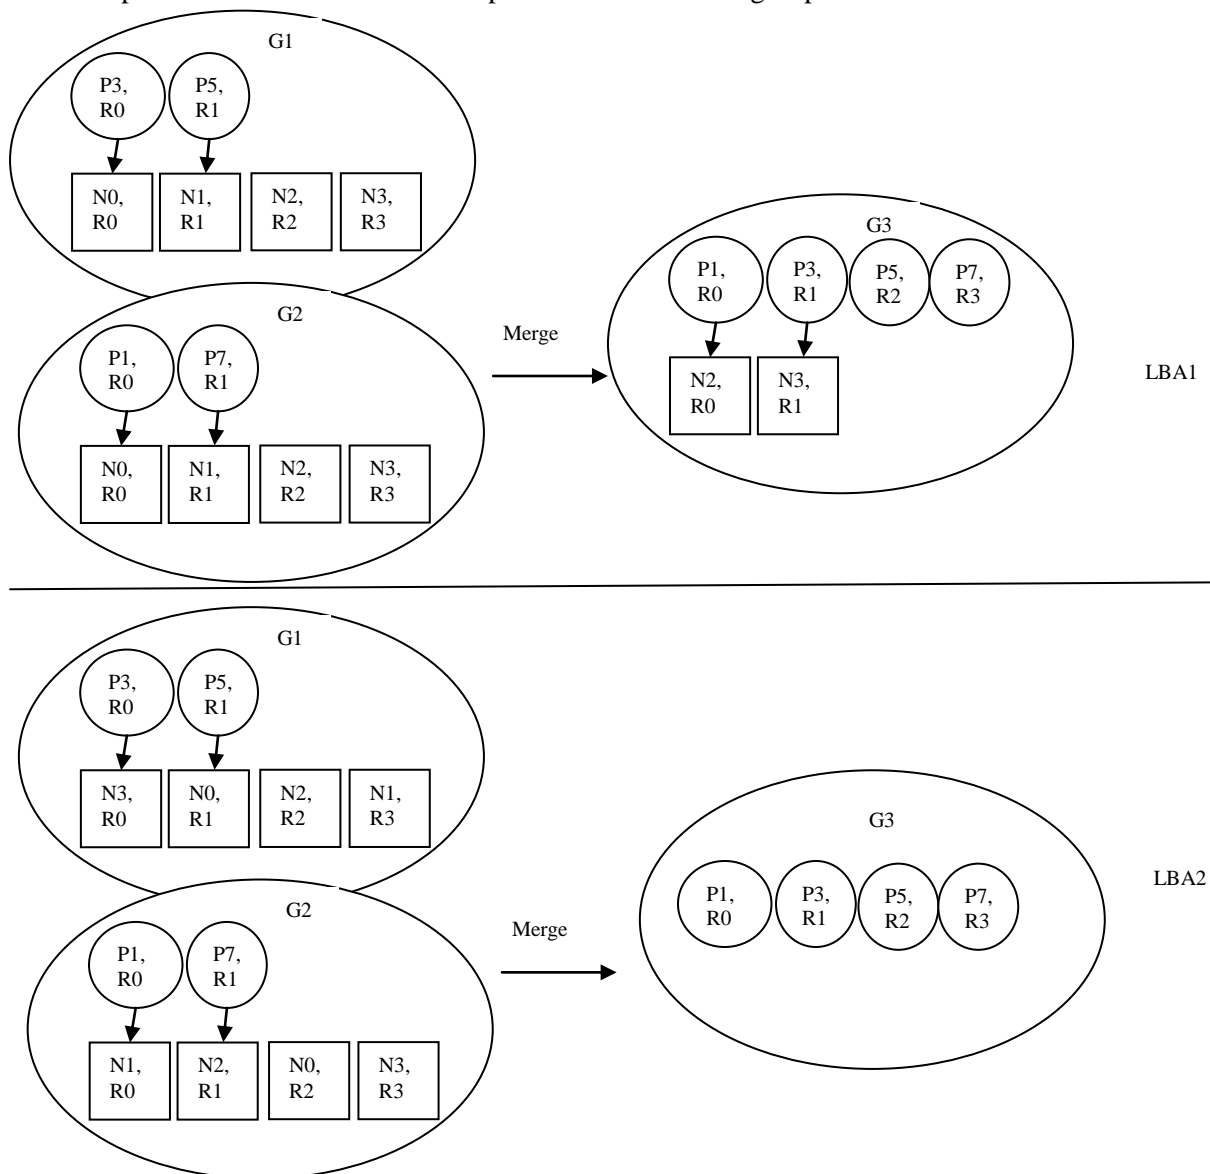 G1
P3,
R0
P5,
R1
N0,
R0
N1,
R1
N2,
R2
N3,
R3
G2
P1,
R0
P7,
R1
N0,
R0
N1,
R1
N2,
R2
N3,
R3
Merge
G3
P1,
R0
P3,
R1
P5,
R2
P7,
R3
N2,
R0
N3,
R1
LBA1
G1
P3,
R0
P5,
R1
N3,
R0
N0,
R1
N2,
R2
N1,
R3
G2
P1,
R0
P7,
R1
N1,
R0
N2,
R1
N0,
R2
N3,
R3
Merge
G3
P1,
R0
P3,
R1
P5,
R2
P7,
R3
LBA2